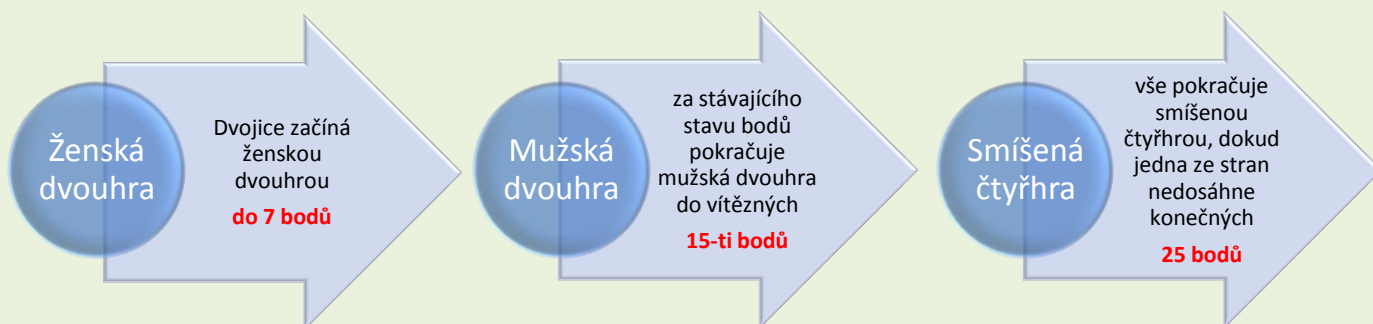 Ženská
dvouhra
Dvojice začíná
ženskou
dvouhrou
do 7 bodů
Mužská
dvouhra
za stávajícího
stavu bodů
pokračuje
mužská dvouhra
do vítězných
15-ti bodů
Smíšená
čtyřhra
vše pokračuje
smíšenou
čtyřhrou, dokud
jedna ze stran
nedosáhne
konečných
25 bodů